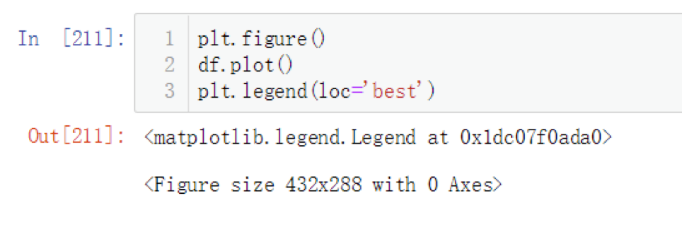 In [211]:
1 plt.figure()
2 df.plot()
3 plt.legend(loc='best')
Out[211]: <matplotlib.legend.Legend at 0x1dc07f0ada0>
<Figure size 432x288 with 0 Axes>